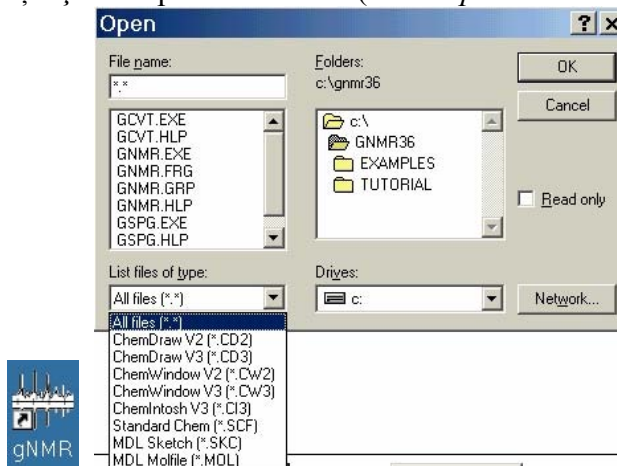 Open
File name:
*.*
GCVT.EXE
GCVT.HLP
GNMR.EXE
GNMR.FRG
GNMR.GRP
GNMR.HLP
GSPG.EXE
GSPG.HLP
List files of type:
All files (*.*)
All files (*.*)
ChemDraw V2 (*.CD2)
ChemDraw V3 (*.CD3)
ChemWindow V2 (*.CW2)
ChemWindow V3 (*.CW3)
ChemIntosh V3 (*.CI3)
Standard Chem (*.SCF)
MDL Sketch (*.SKC)
MDL Molfile (*.MOL)
Folders:
c:\gnmr36
c:\
GNMR36
EXAMPLES
TUTORIAL
Drives:
c:
OK
Cancel
Read only
Network...
gNMR